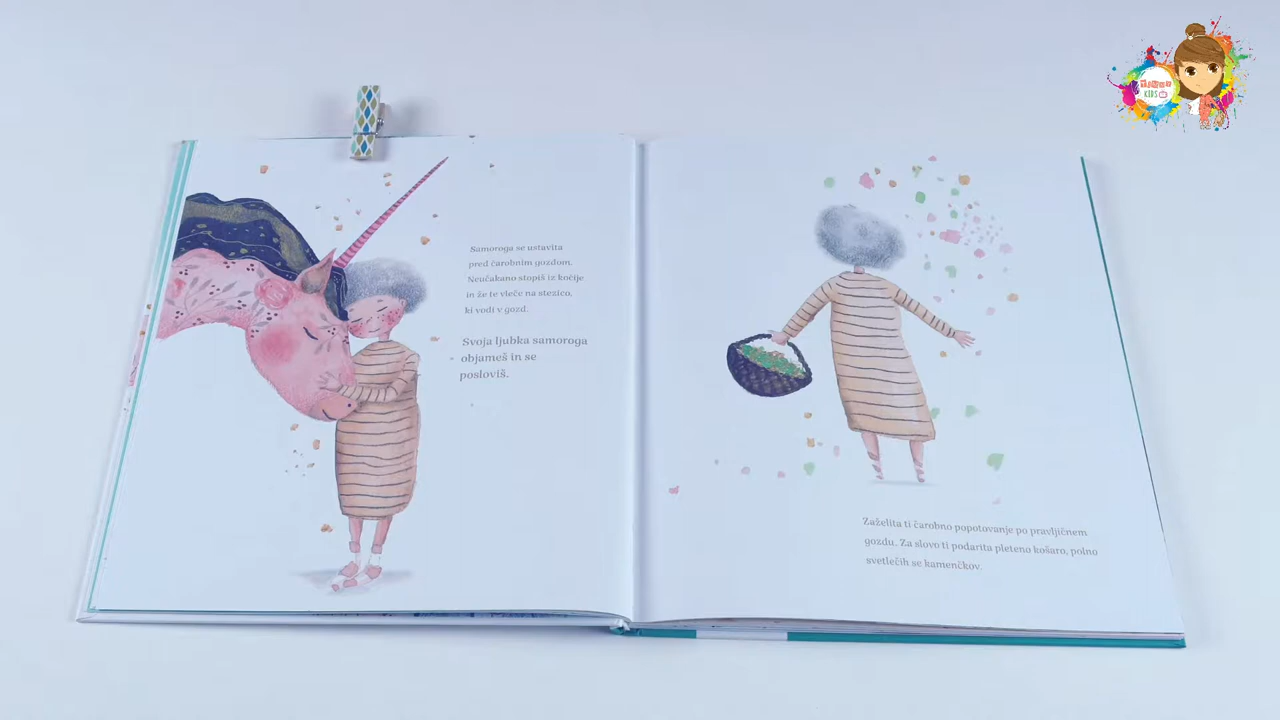 Samoroga se ustavita
pred čarobnim gozdom.
Neučakano stopiš iz kočije
in že te vleče na stezico,
ki vodi v gozd.
Svoja ljubka samoroga
objameš in se
posloviš.
Zaželita ti čarobno popotovanje po pravljičnem
gozdu. Za slovo ti podarita pleteno košaro, polno
svetlečih se kamenčkov.
KIDS